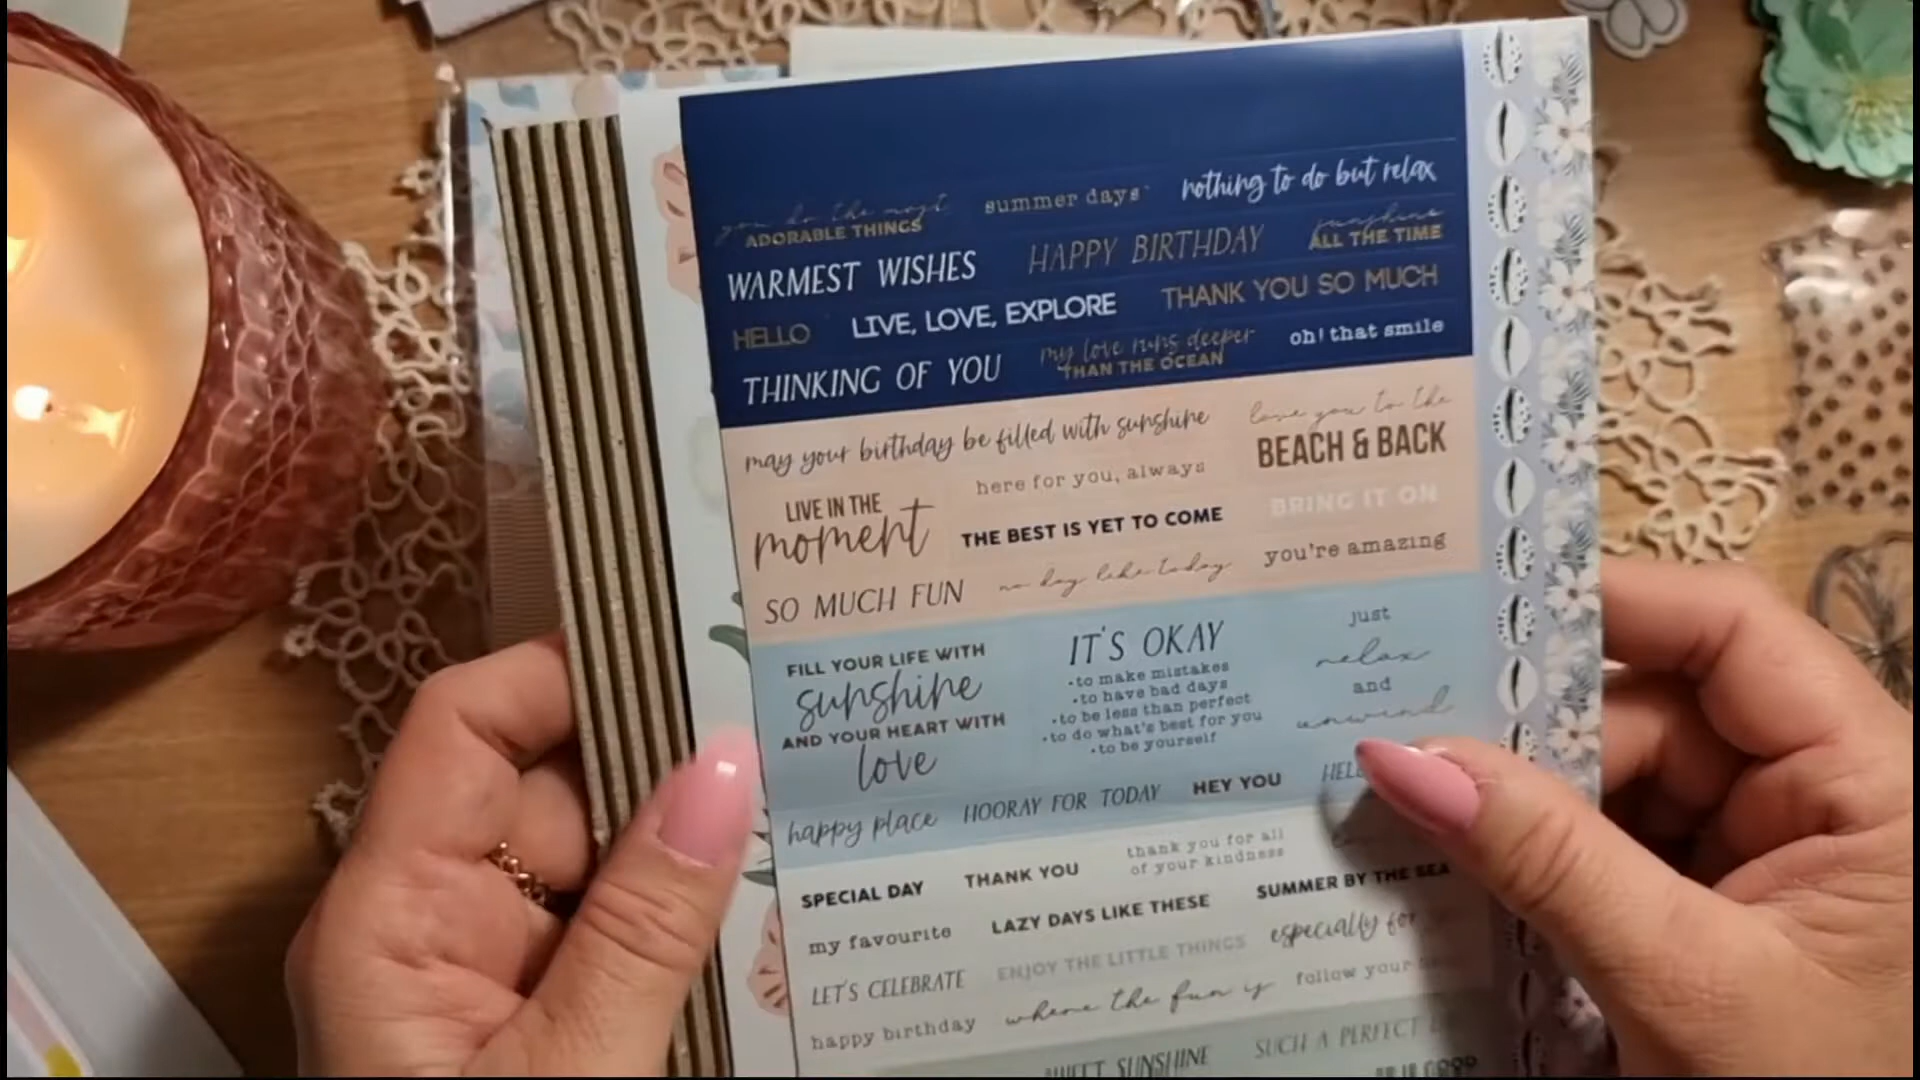 you do the most
ADORABLE THINGS
summer days
nothing to do but relax
WARMEST WISHES
HAPPY BIRTHDAY
sunshine
ALL THE TIME
HELLO
LIVE, LOVE, EXPLORE
THANK YOU SO MUCH
THINKING OF YOU
my love runs deeper
THAN THE OCEAN
oh! that smile
may your birthday be filled with sunshine
love you to the
BEACH & BACK
here for you, always
LIVE IN THE
moment
THE BEST IS YET TO COME
BRING IT ON
SO MUCH FUN
no day like today
you're amazing
FILL YOUR LIFE WITH
sunshine
AND YOUR HEART WITH
love
IT'S OKAY
•to make mistakes
•to have bad days
•to be less than perfect
•to do what's best for you
•to be yourself
just
relax
and
unwind
happy place
HOORAY FOR TODAY
HEY YOU
SPECIAL DAY
THANK YOU
thank you for all
of your kindness
my favourite
LAZY DAYS LIKE THESE
SUMMER BY THE SEA
LET'S CELEBRATE
ENJOY THE LITTLE THINGS
especially for
happy birthday
where the fun is
follow your
SWEET SUNSHINE
SUCH A PERFECT